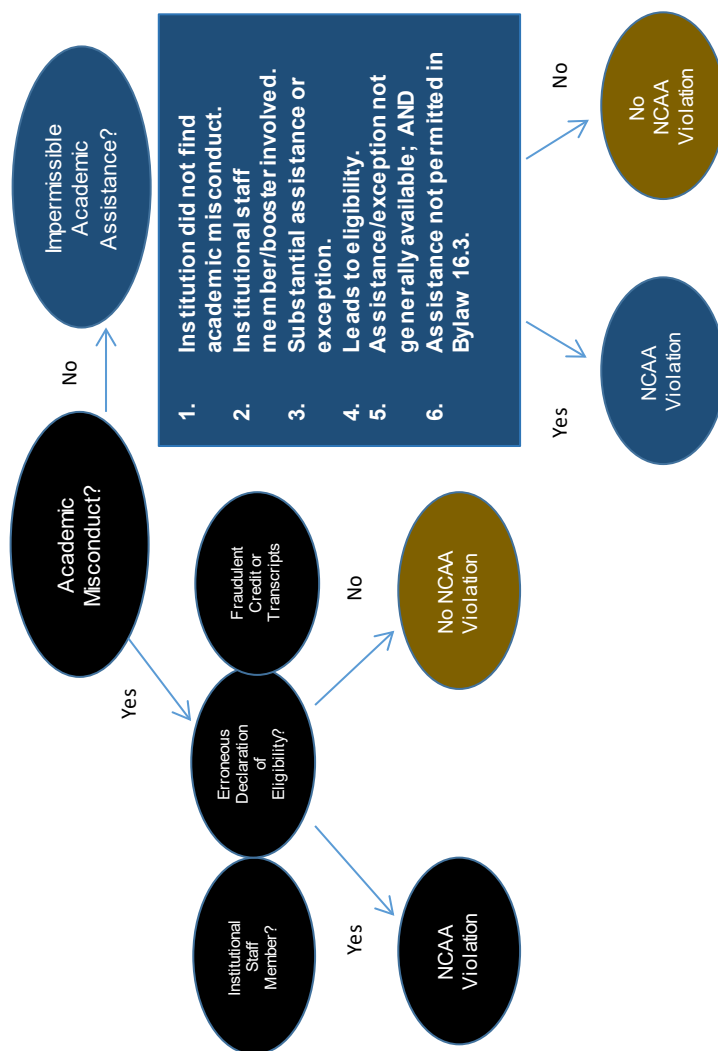 Academic
Misconduct?
Yes
No
Institutional
Staff
Member?
Erroneous
Declaration
of
Eligibility?
Fraudulent
Credit or
Transcripts
Yes
No
NCAA
Violation
No NCAA
Violation
Impermissible
Academic
Assistance?
1. Institution did not find
academic misconduct.
2. Institutional staff
member/booster involved.
3. Substantial assistance or
exception.
4. Leads to eligibility.
5. Assistance/exception not
generally available; AND
6. Assistance not permitted in
Bylaw 16.3.
Yes
No
NCAA
Violation
No
NCAA
Violation